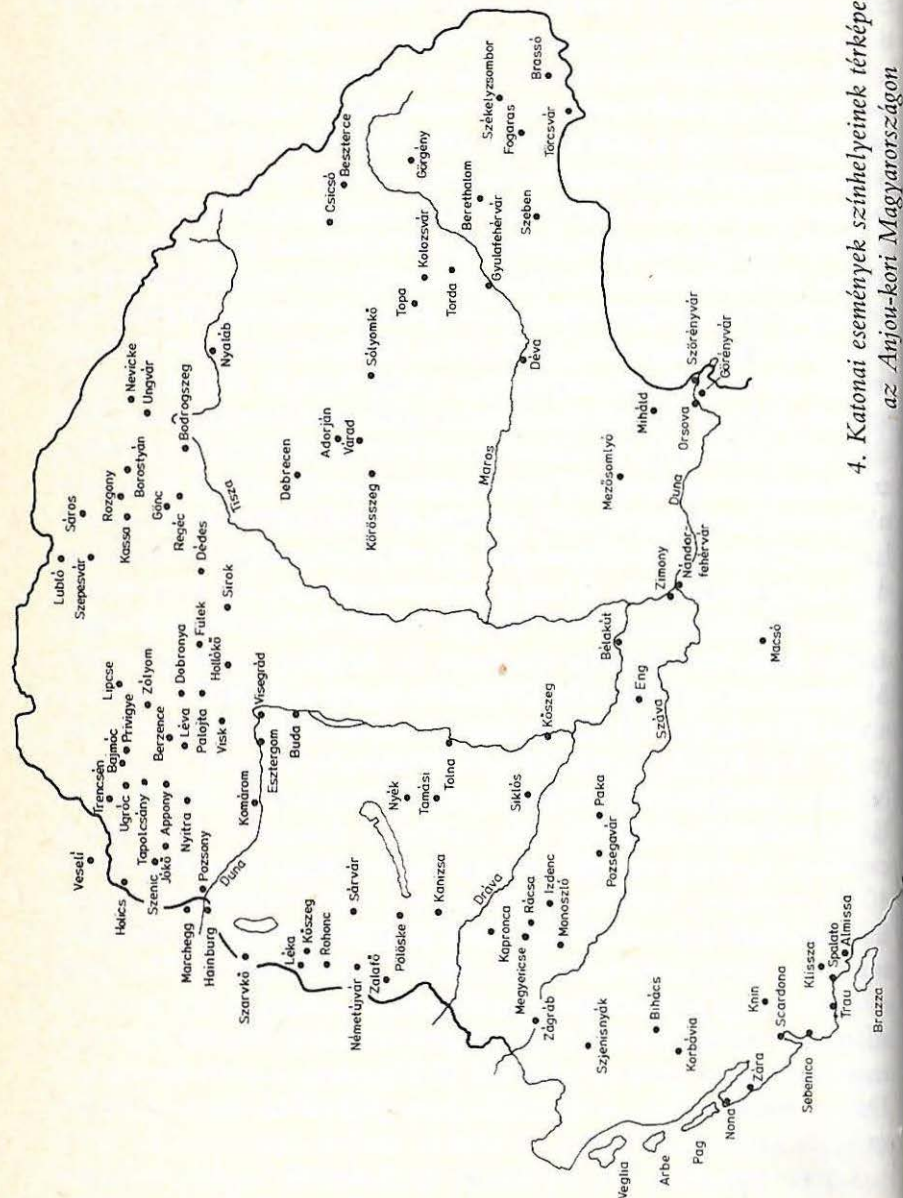 4. Katonai események színhelyeinek térképe
az Anjou-kori Magyarországon
Lubló
Sáros
Szepesvár
Rozgony
Kassa
Borostyán
Nevicke
Ungvár
Gönc
Regéc
Bodrogszeg
Nyaláb
Tisza
Dédes
Sirok
Fülek
Hollókő
Lipcse
Zólyom
Dobronya
Trencsén
Bajmóc
Privigye
Ugróc
Tapolcsány
Berzence
Léva
Palojta
Visk
Appony
Nyitra
Veselí
Holics
Szenic
Jókő
Pozsony
Marchegg
Hainburg
Duna
Komárom
Esztergom
Visegrád
Buda
Szarvkő
Léka
Kőszeg
Rohonc
Sárvár
Németújvár
Zalafő
Pölöske
Kanizsa
Nyék
Tamási
Tolna
Siklós
Kőszeg
Dráva
Csicsó
Beszterce
Debrecen
Adorján
Várad
Körösszeg
Sólyomkő
Topa
Kolozsvár
Torda
Görgény
Maros
Gyulafehérvár
Berethalom
Székelyzsombor
Fogaras
Brassó
Szeben
Törcsvár
Déva
Mezősomlyó
Miháld
Szörényvár
Orsova
Görényvár
Duna
Zimony
Nándor-
fehérvár
Bélakút
Eng
Száva
Macsó
Kapronca
Rácsa
Megyericse
Izdenc
Monoszló
Paka
Pozsegavár
Zágráb
Szjenisnyák
Bihács
Korbávia
Knin
Scardona
Klissza
Spalato
Almissa
Trau
Brazza
Sebenico
Zára
Nona
Pag
Arbe
Veglia